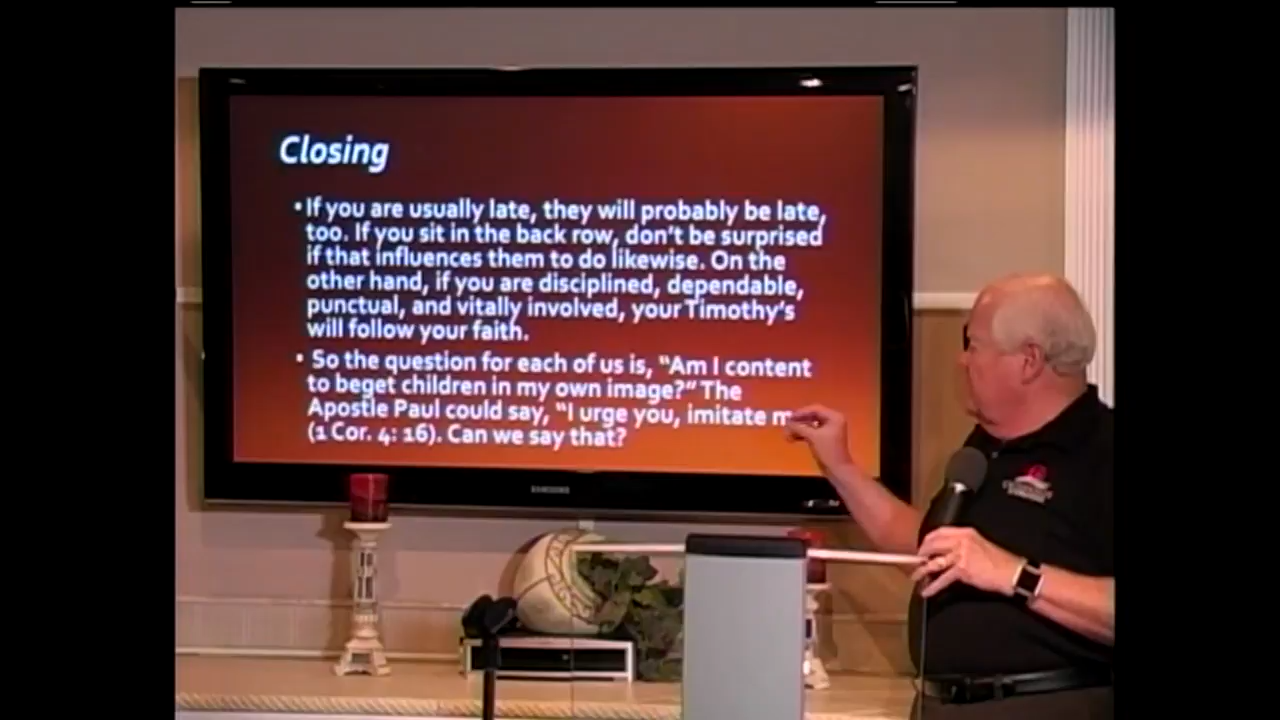 Closing
• If you are usually late, they will probably be late,
too. If you sit in the back row, don't be surprised
if that influences them to do likewise. On the
other hand, if you are disciplined, dependable,
punctual, and vitally involved, your Timothy's
will follow your faith.
• So the question for each of us is, "Am I content
to beget children in my own image?" The
Apostle Paul could say, "I urge you, imitate m
(1 Cor. 4: 16). Can we say that?
SAMSUNG